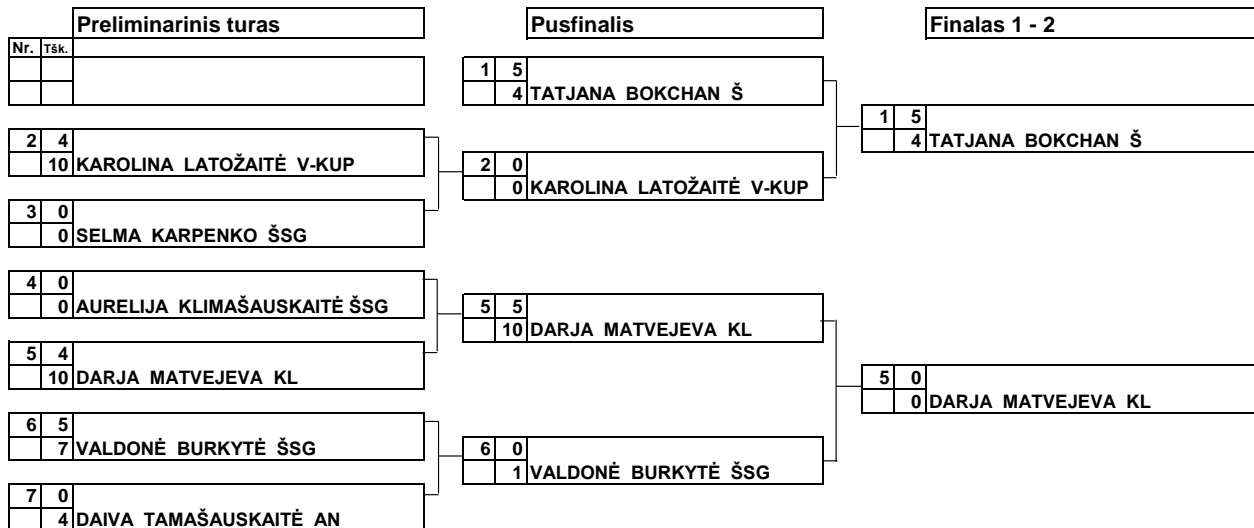 Preliminarinis turas
Pusfinalis
Finalas 1 - 2
Nr. Tšk.
1 5
4 TATJANA BOKCHAN Š
1 5
4 TATJANA BOKCHAN Š
2 4
10 KAROLINA LATOŽAITĖ V-KUP
2 0
0 KAROLINA LATOŽAITĖ V-KUP
3 0
0 SELMA KARPENKO ŠSG
4 0
0 AURELIJA KLIMAŠAUSKAITĖ ŠSG
5 5
10 DARJA MATVEJEVA KL
5 4
10 DARJA MATVEJEVA KL
5 0
0 DARJA MATVEJEVA KL
6 5
7 VALDONĖ BURKYTĖ ŠSG
6 0
1 VALDONĖ BURKYTĖ ŠSG
7 0
4 DAIVA TAMAŠAUSKAITĖ AN